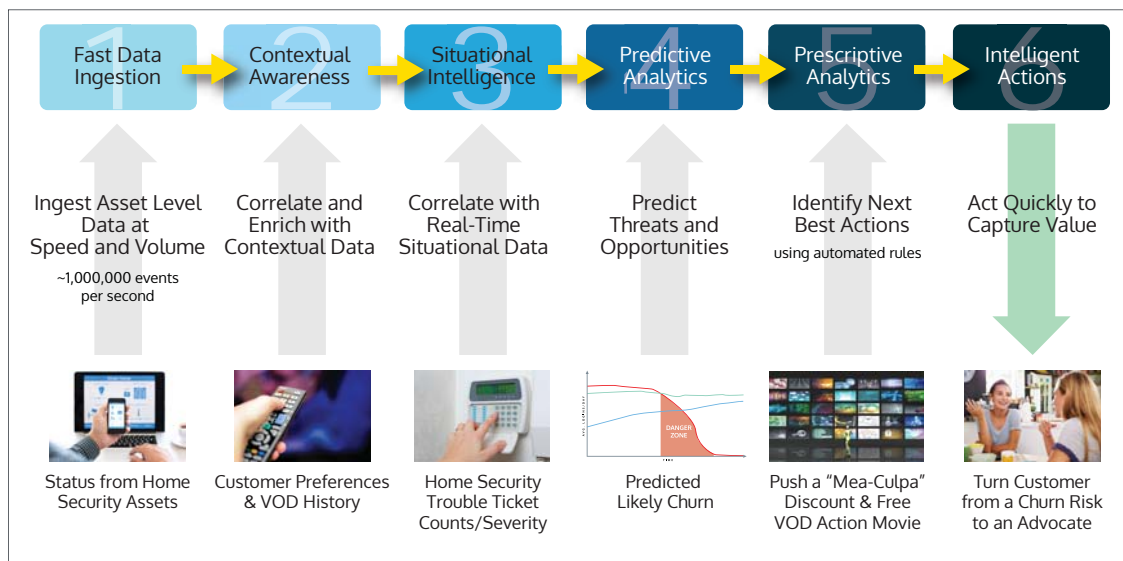 1
Fast Data
Ingestion
2
Contextual
Awareness
3
Situational
Intelligence
4
Predictive
Analytics
5
Prescriptive
Analytics
6
Intelligent
Actions
Ingest Asset Level
Data at
Speed and Volume
~1,000,000 events
per second
Correlate and
Enrich with
Contextual Data
Correlate with
Real-Time
Situational Data
Predict
Threats and
Opportunities
Identify Next
Best Actions
using automated rules
Act Quickly to
Capture Value
DANGER
ZONE
Status from Home
Security Assets
Customer Preferences
& VOD History
Home Security
Trouble Ticket
Counts/Severity
Predicted
Likely Churn
Push a “Mea-Culpa”
Discount & Free
VOD Action Movie
Turn Customer
from a Churn Risk
to an Advocate